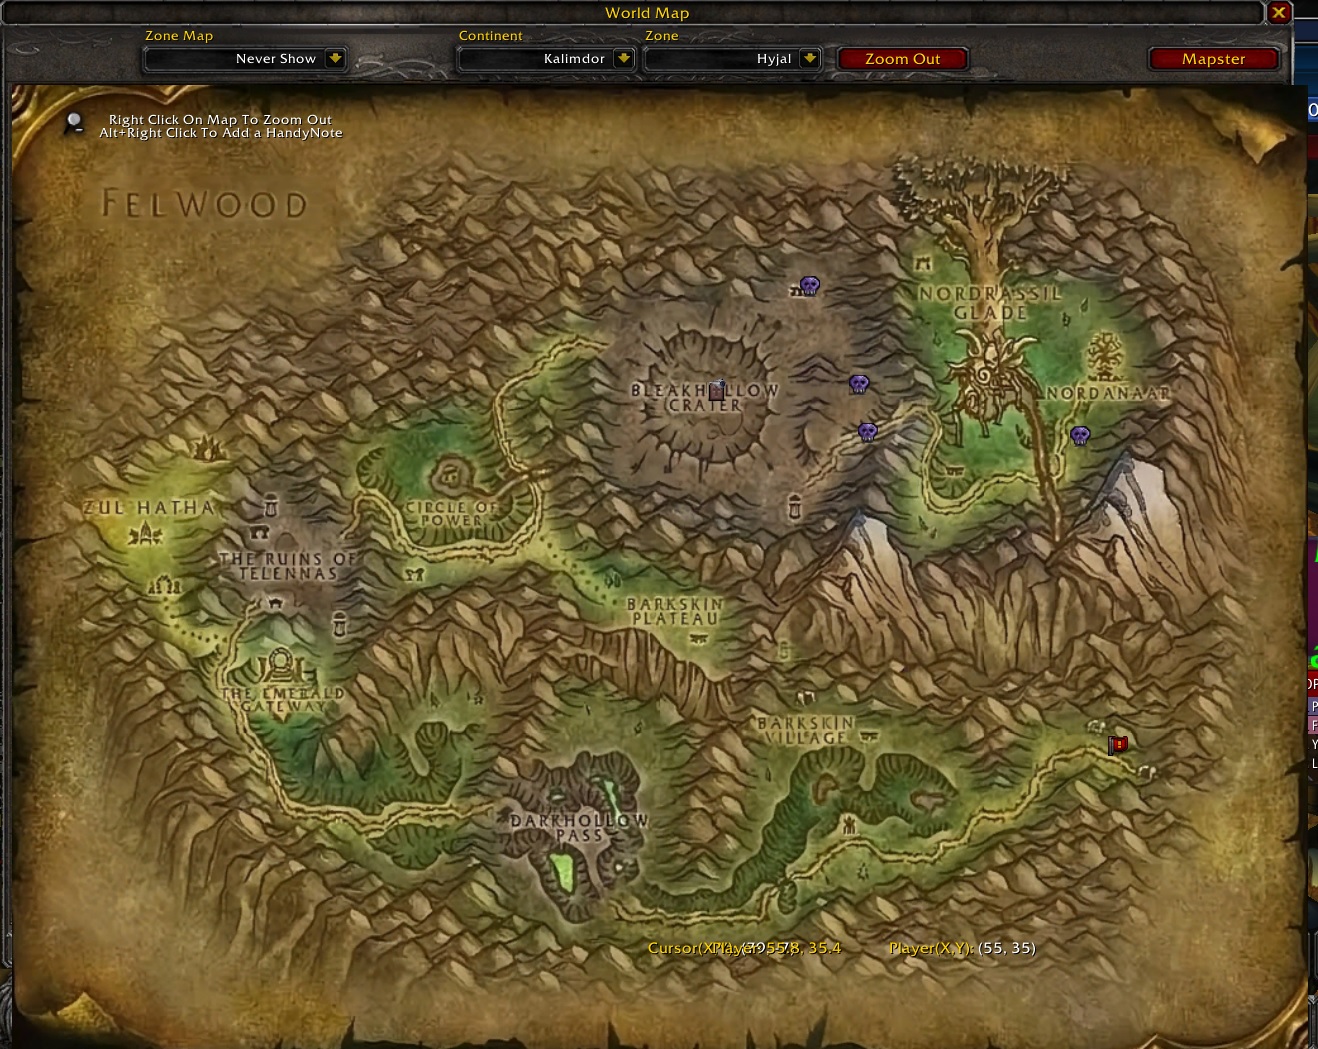 World Map
Zone Map
Continent
Zone
Never Show
Kalimdor
Hyjal
Zoom Out
Mapster
Right Click On Map To Zoom Out
Alt+Right Click To Add a HandyNote
FELWOOD
NORDRASSIL
GLADE
BLEAKHOLLOW
CRATER
NORDANAAR
ZUL HATHA
CIRCLE OF
POWER
THE RUINS OF
TELENNAS
BARKSKIN
PLATEAU
THE EMERALD
GATEWAY
BARKSKIN
VILLAGE
DARKHOLLOW
PASS
Player(X,Y): (55, 35)